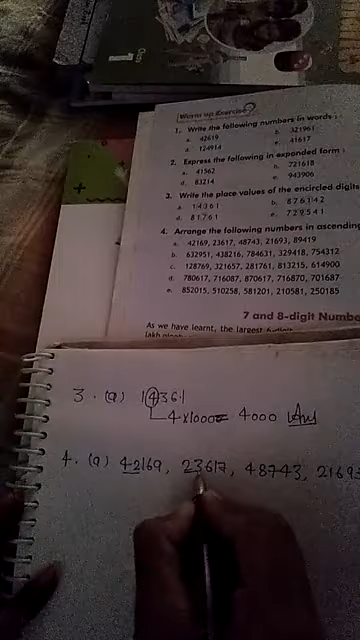 Warm up Exercise
1. Write the following numbers in words :
a. 42619 b. 321961
d. 124914 e. 41617
2. Express the following in expanded form :
a. 41562 b. 721618
d. 83214 e. 943906
3. Write the place values of the encircled digits
a. 14361 b. 876142
d. 81761 e. 729541
4. Arrange the following numbers in ascending
a. 42169, 23617, 48743, 21693, 89419
b. 632951, 438216, 784631, 329418, 754312
c. 128769, 321657, 281761, 813215, 614900
d. 780617, 716087, 870617, 716870, 701687
e. 852015, 510258, 581201, 210581, 250185
7 and 8-digit Numbe
As we have learnt, the largest 6-digit
3. (a) 14361
4×1000= 4000 Ans
4. (a) 42169, 23617, 48743, 2169